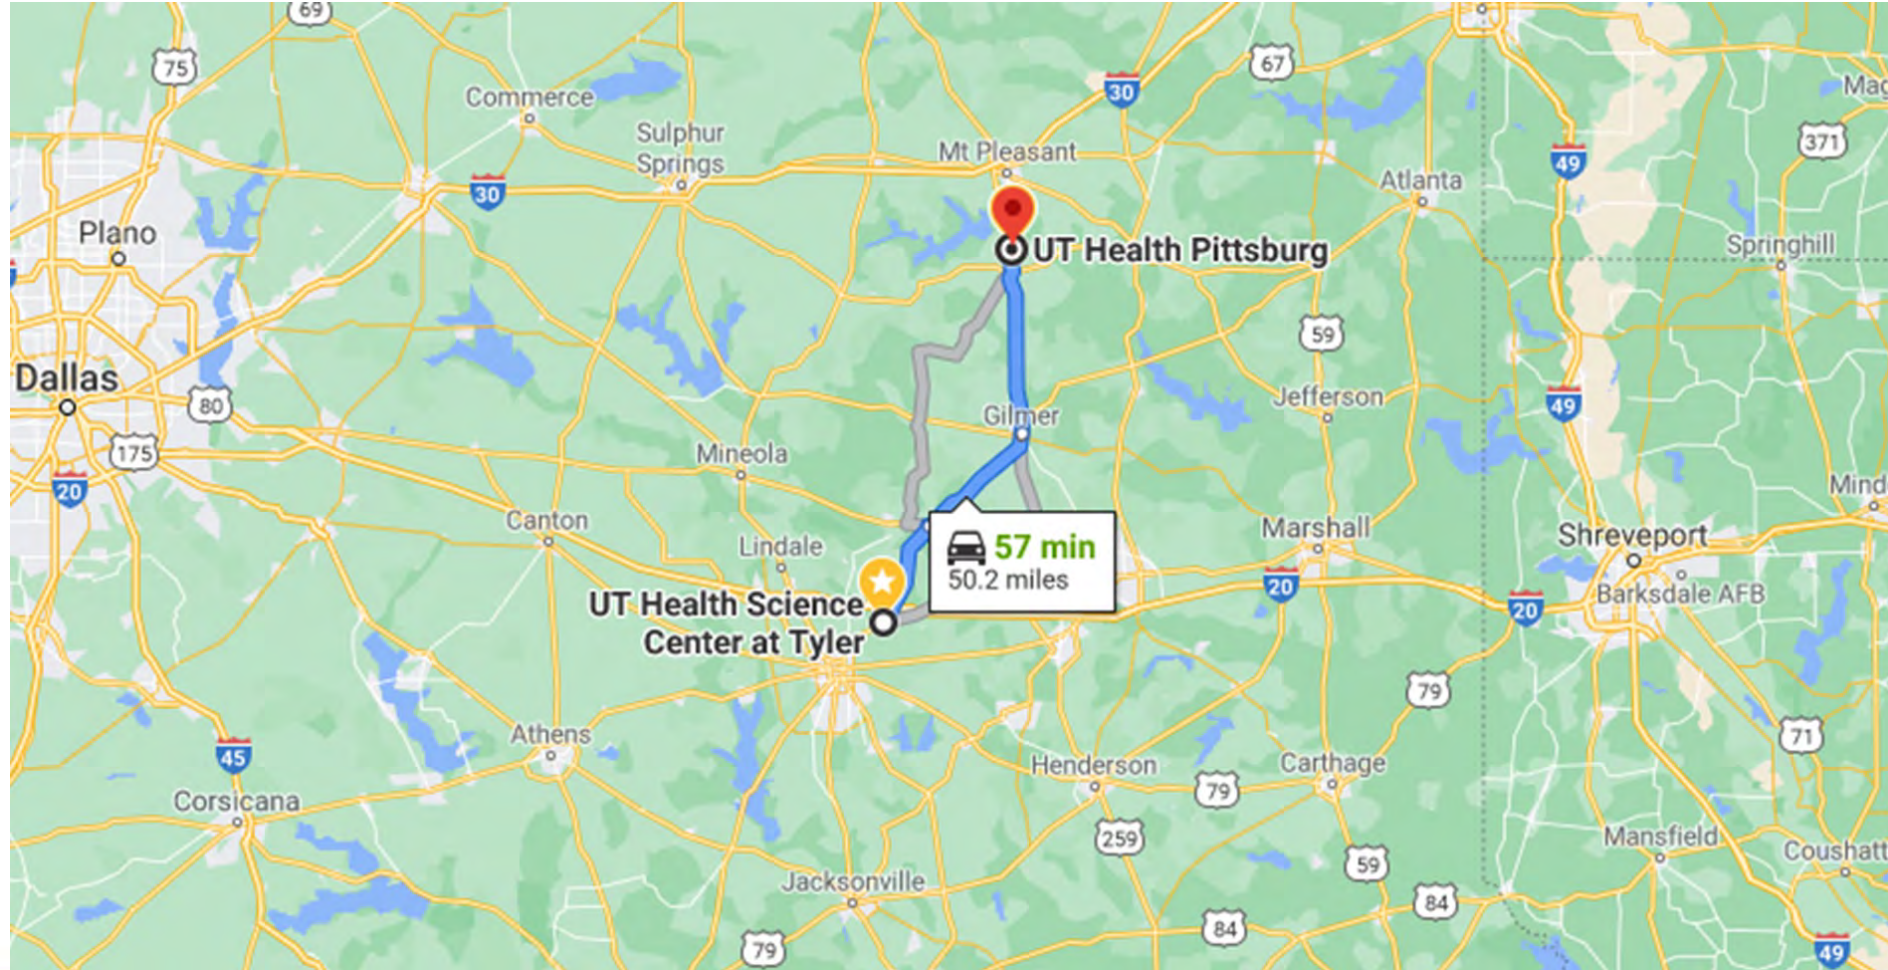 69
75
67
Commerce
30
Mag
Sulphur
Springs
Mt Pleasant
49
371
30
Atlanta
Plano
UT Health Pittsburg
Springhill
59
Dallas
80
Jefferson
49
Gilmer
175
Mineola
20
Mind
Canton
Marshall
Shreveport
Lindale
57 min
50.2 miles
20
20
Barksdale AFB
UT Health Science
Center at Tyler
79
Athens
71
45
Henderson
Carthage
79
Corsicana
259
Mansfield
Coushatt
59
Jacksonville
84
84
79
49